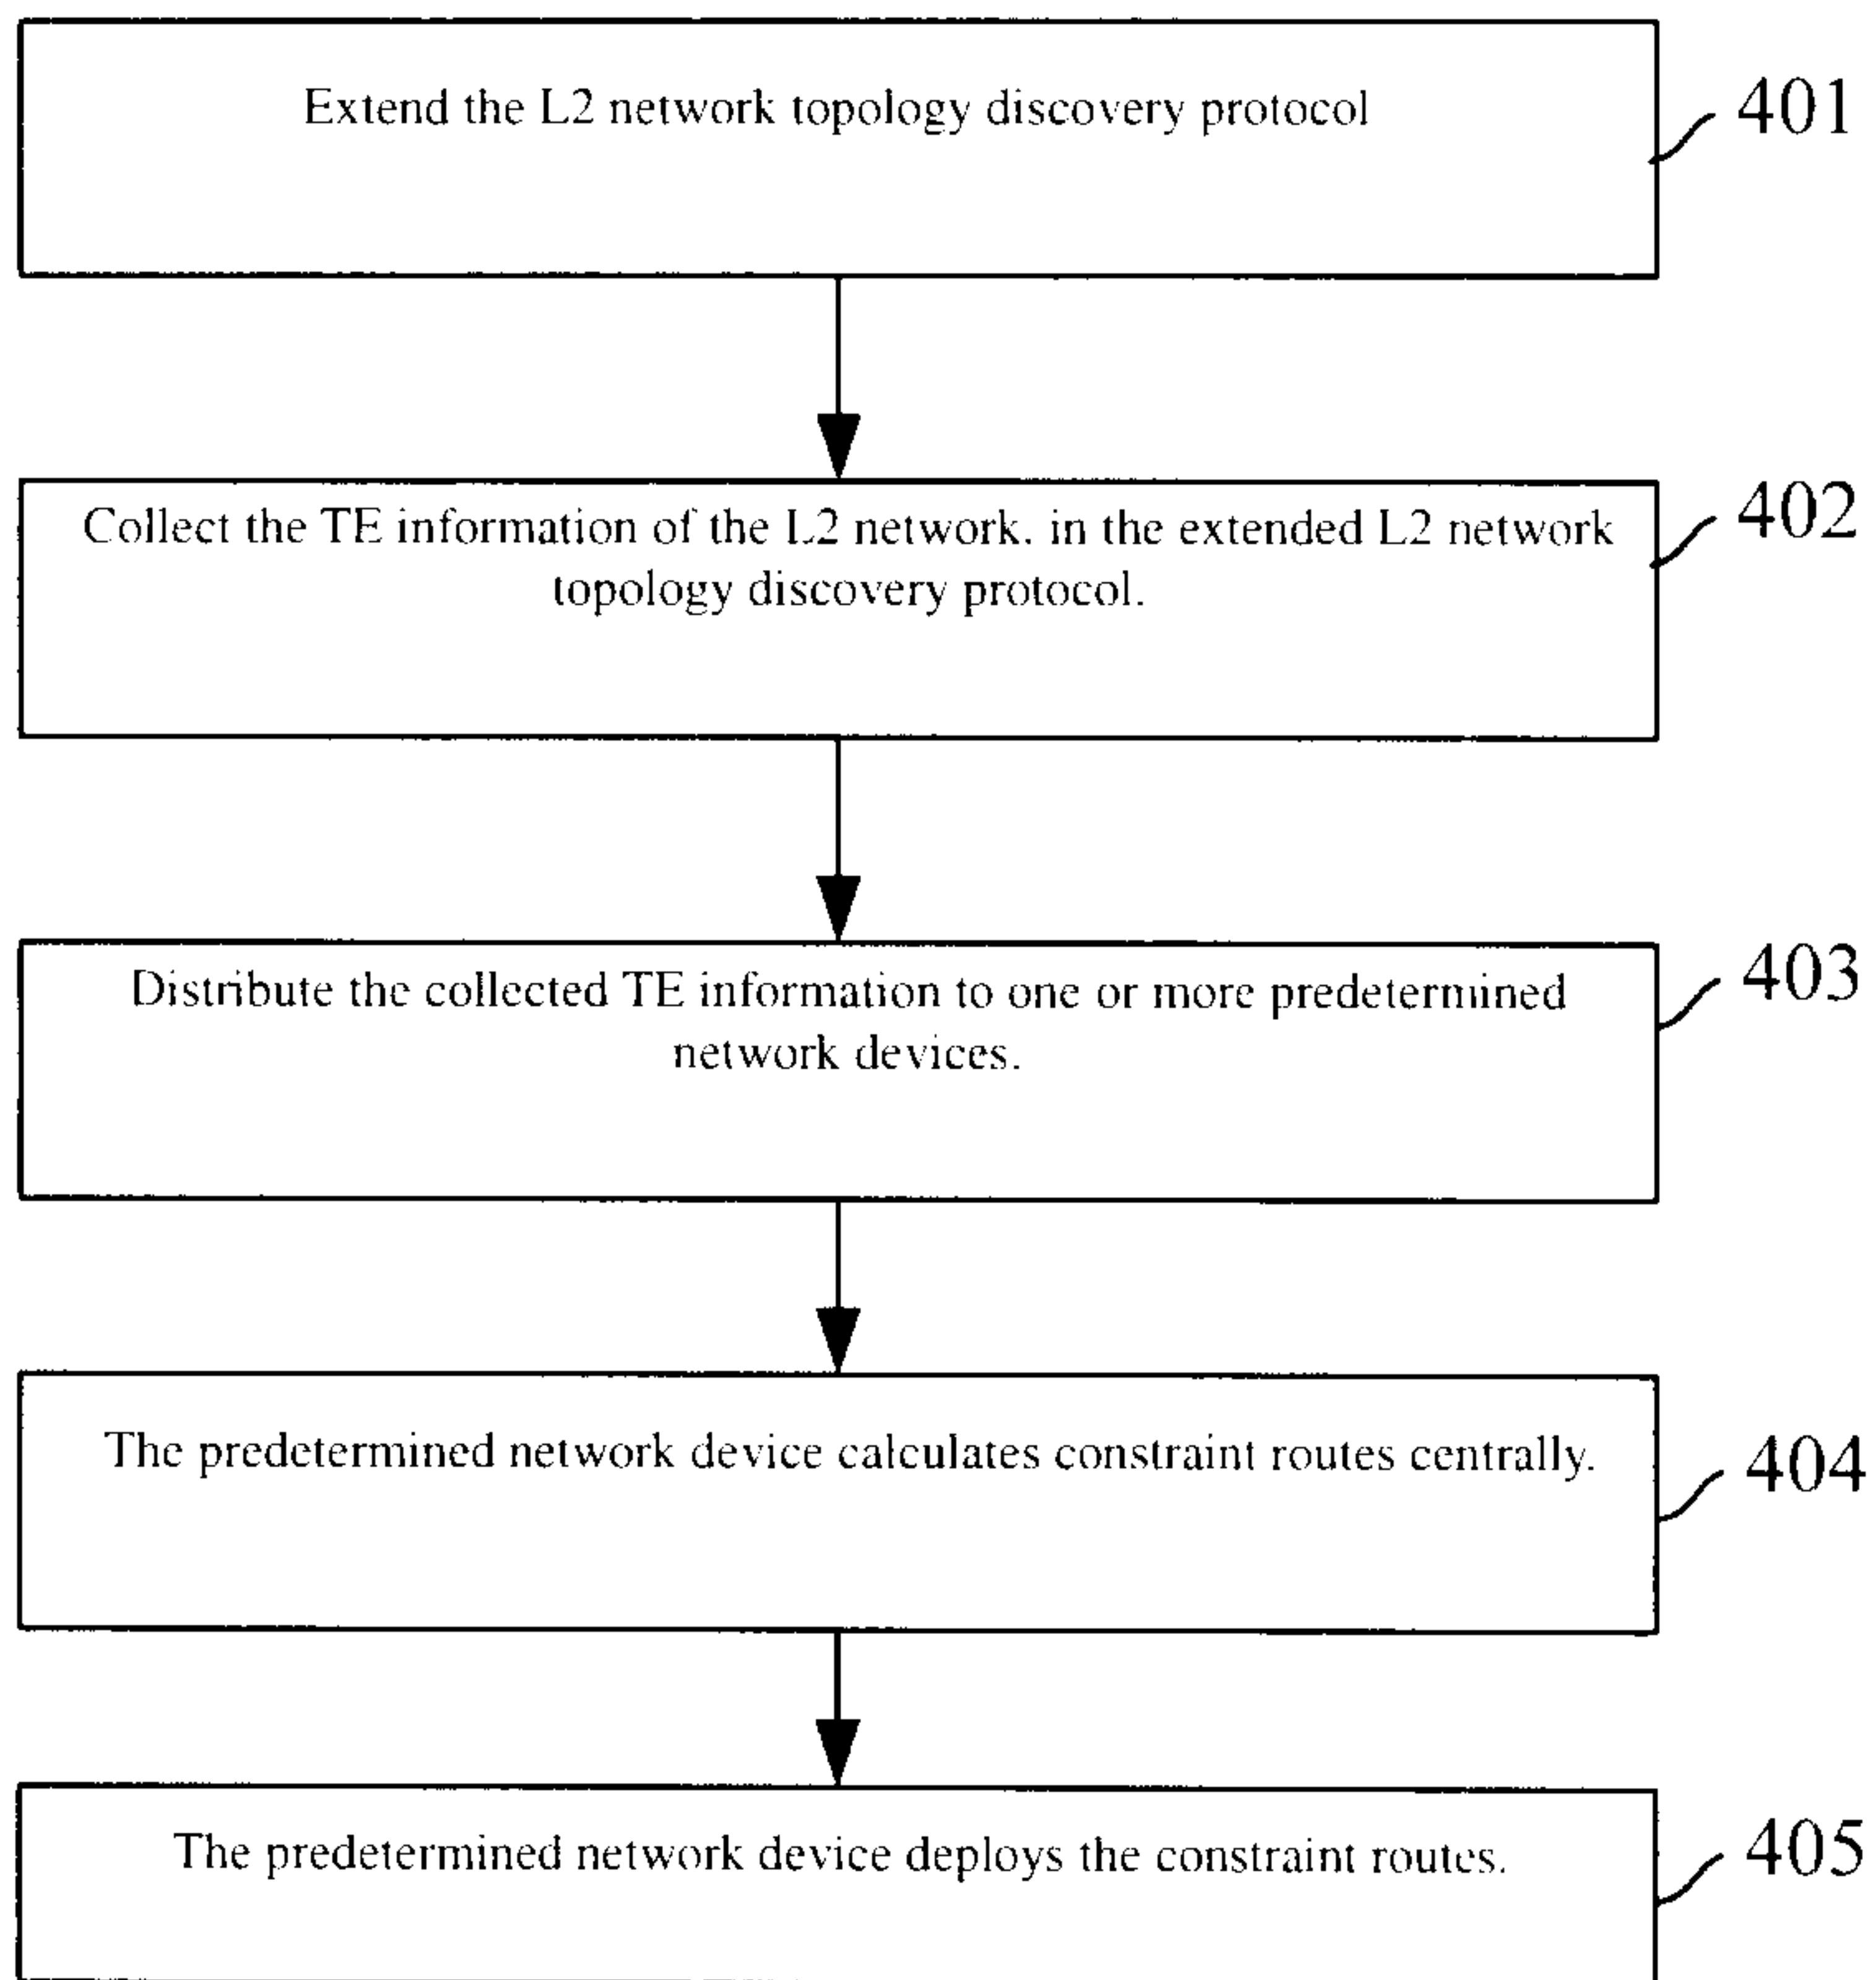 Extend the L2 network topology discovery protocol
401
Collect the TE information of the L2 network. in the extended L2 network
topology discovery protocol.
402
Distribute the collected TE information to one or more predetermined
network devices.
403
The predetermined network device calculates constraint routes centrally.
404
The predetermined network device deploys the constraint routes.
405